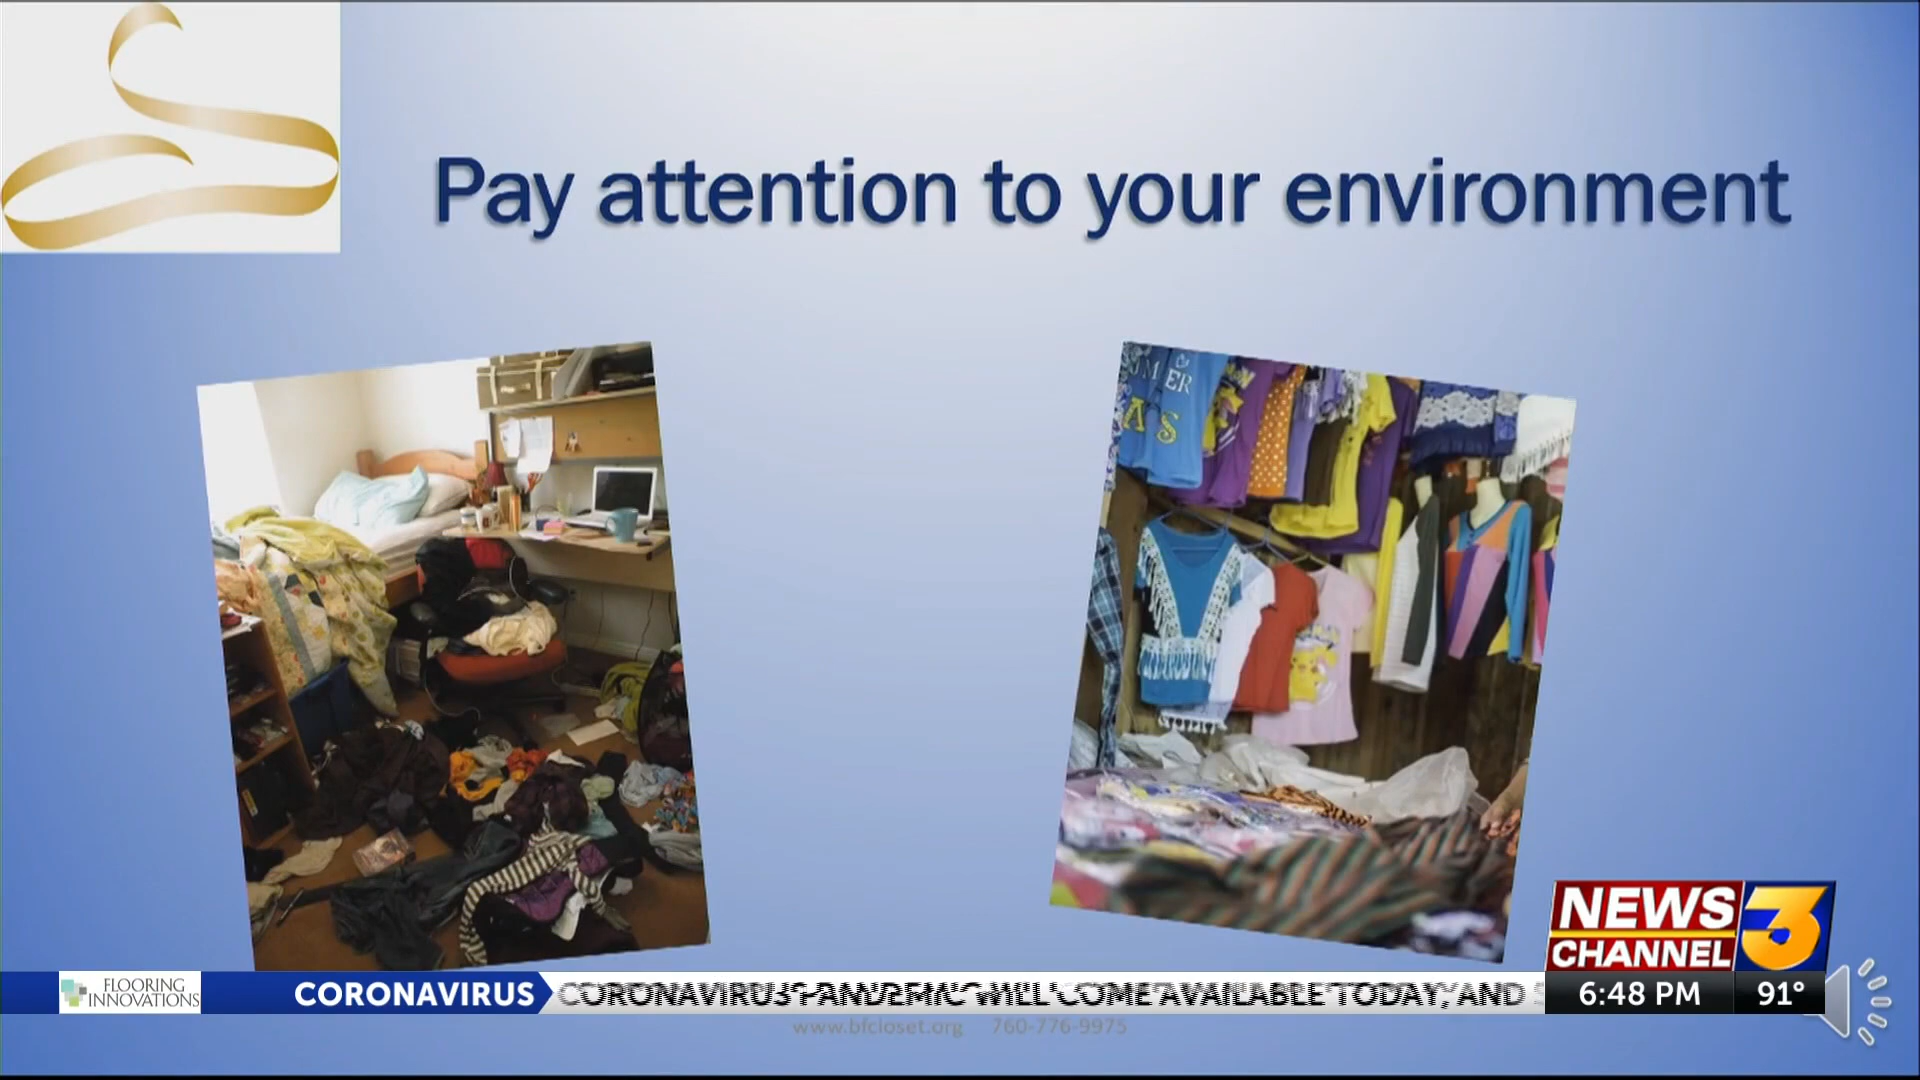 Pay attention to your environment
NEWS
CHANNEL 3
FLOORING
INNOVATIONS
CORONAVIRUS
CORONAVIRUS PANDEMIC WILL COME AVAILABLE TODAY, AND S
6:48 PM 91°
www.bfcloset.org 760-776-9975